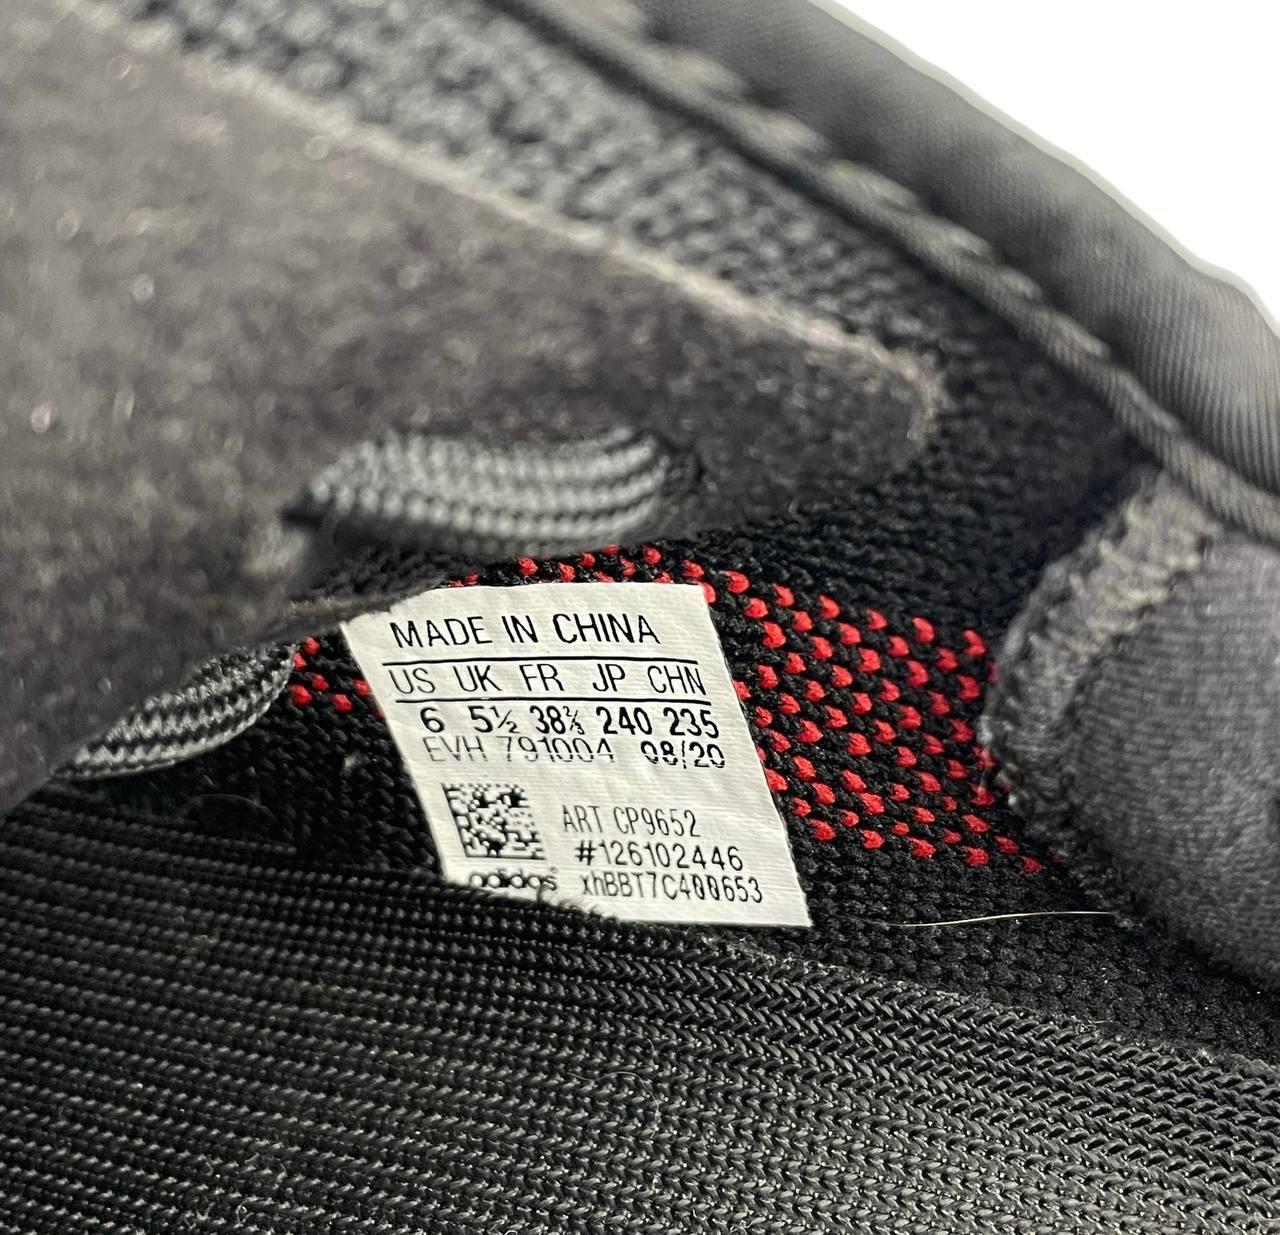 MADE IN CHINA
US UK FR JP CHN
6 5½ 38⅔ 240 235
EVH 791004 08/20
ART CP9652
#126102446
adidas® xhBBT7C400653